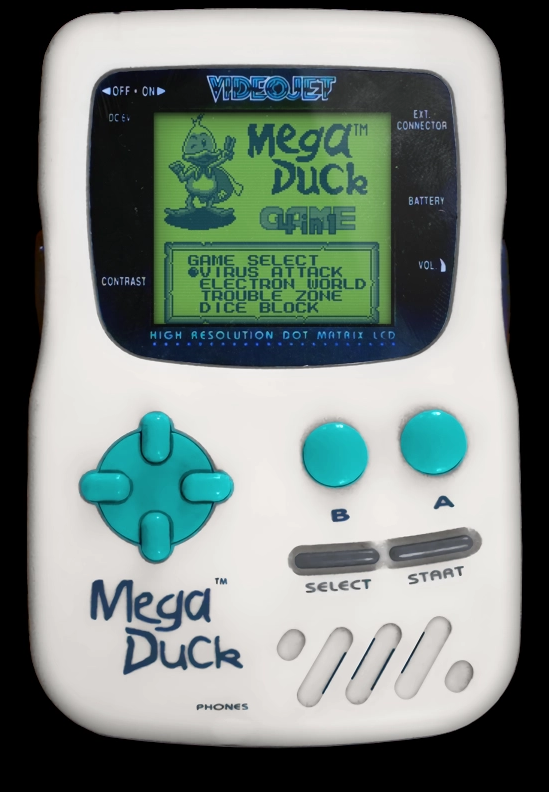 VIDEOJET
◀OFF • ON▶
DC 6V
EXT.
CONNECTOR
BATTERY
VOL.
CONTRAST
Mega™
Duck
GAME
4in1
GAME SELECT
●VIRUS ATTACK
ELECTRON WORLD
TROUBLE ZONE
DICE BLOCK
HIGH RESOLUTION DOT MATRIX LCD
B
A
SELECT
START
Mega™
Duck
PHONES